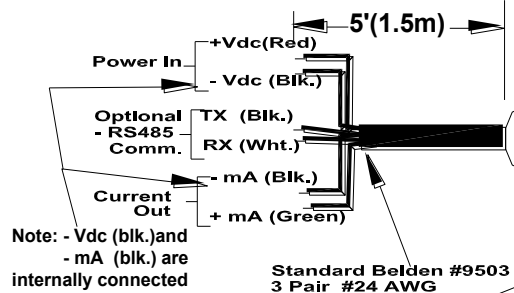 5'(1.5m)
+Vdc(Red)
Power In
- Vdc (Blk.)
Optional TX (Blk.)
- RS485
Comm. RX (Wht.)
- mA (Blk.)
Current
Out
+ mA (Green)
Note: - Vdc (blk.)and
- mA (blk.) are
internally connected
Standard Belden #9503
3 Pair #24 AWG